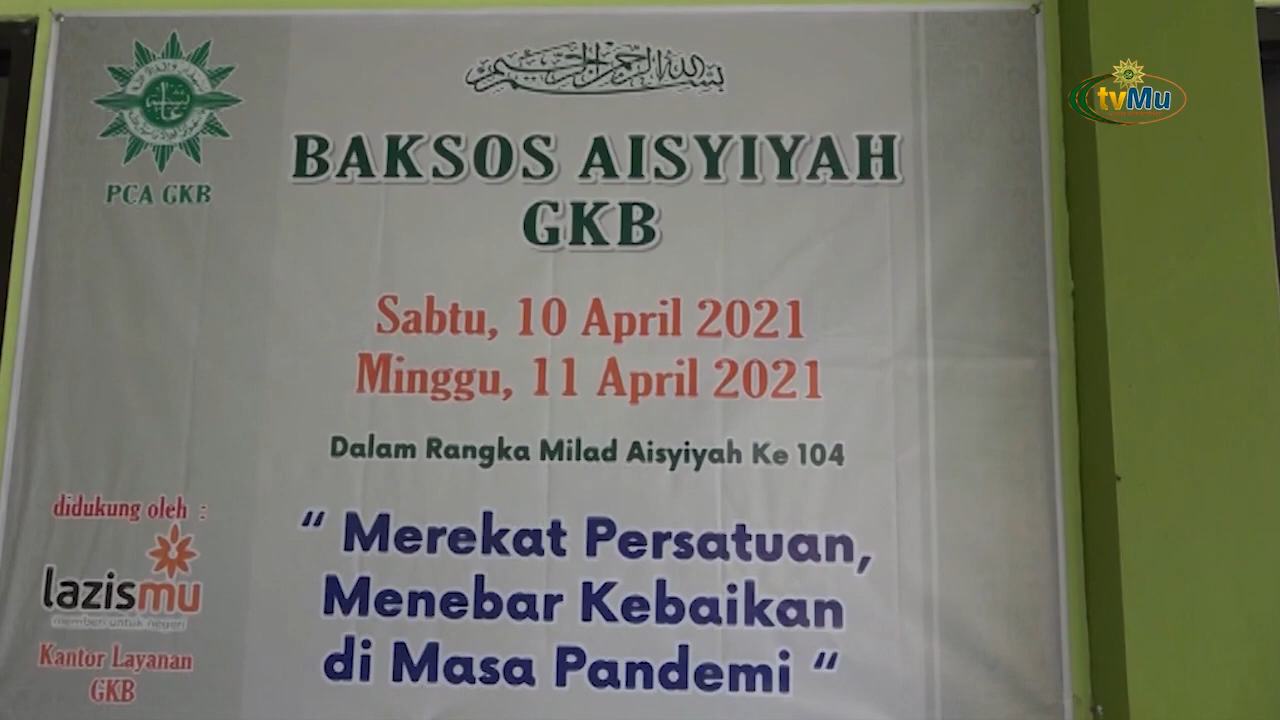 بسم الله الرحمن الرحيم
tvMu
PCA GKB
BAKSOS AISYIYAH
GKB
Sabtu, 10 April 2021
Minggu, 11 April 2021
Dalam Rangka Milad Aisyiyah Ke 104
didukung oleh :
lazismu
memberi untuk negeri
Kantor Layanan
GKB
“ Merekat Persatuan,
Menebar Kebaikan
di Masa Pandemi “